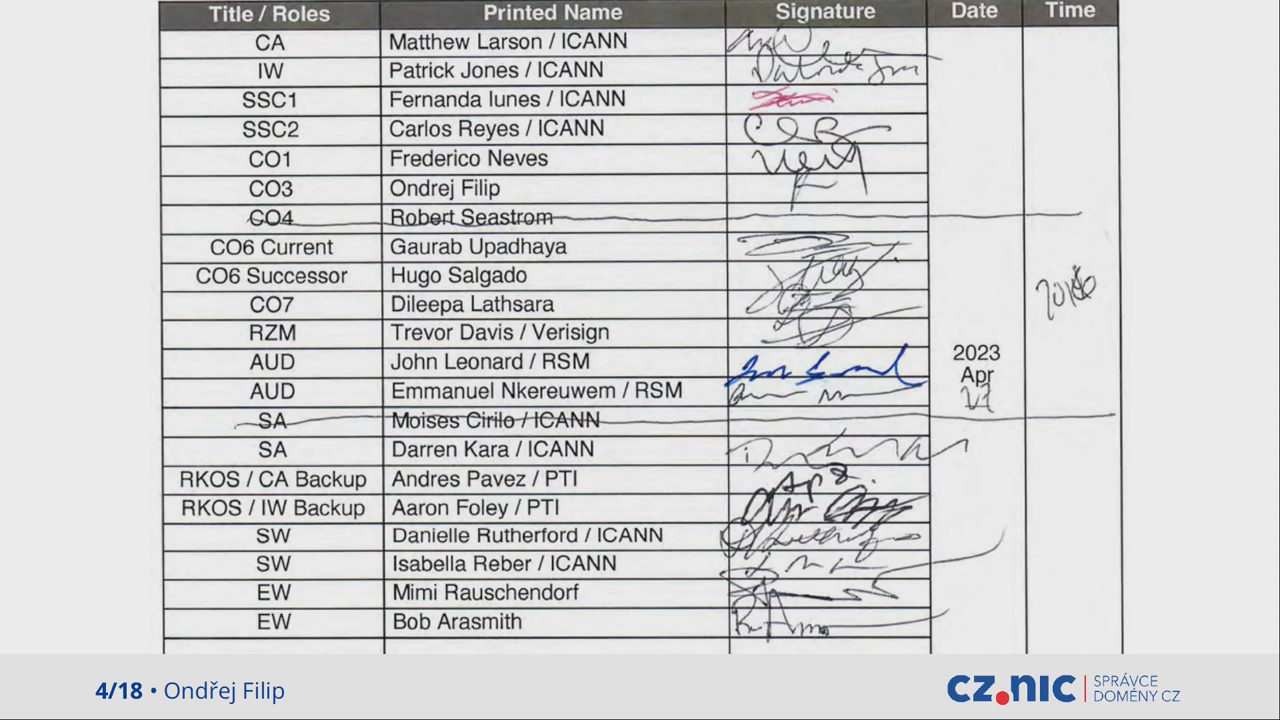 Title / Roles Printed Name Signature Date Time
CA Matthew Larson / ICANN
IW Patrick Jones / ICANN
SSC1 Fernanda Iunes / ICANN
SSC2 Carlos Reyes / ICANN
CO1 Frederico Neves
CO3 Ondrej Filip
CO4 Robert Seastrom
CO6 Current Gaurab Upadhaya
CO6 Successor Hugo Salgado
CO7 Dileepa Lathsara
RZM Trevor Davis / Verisign
AUD John Leonard / RSM 2023
Apr
AUD Emmanuel Nkereuwem / RSM 27
SA Moises Cirilo / ICANN
SA Darren Kara / ICANN
RKOS / CA Backup Andres Pavez / PTI
RKOS / IW Backup Aaron Foley / PTI
SW Danielle Rutherford / ICANN
SW Isabella Reber / ICANN
EW Mimi Rauschendorf
EW Bob Arasmith
4/18 • Ondřej Filip
CZ.NIC SPRÁVCE
DOMÉNY CZ